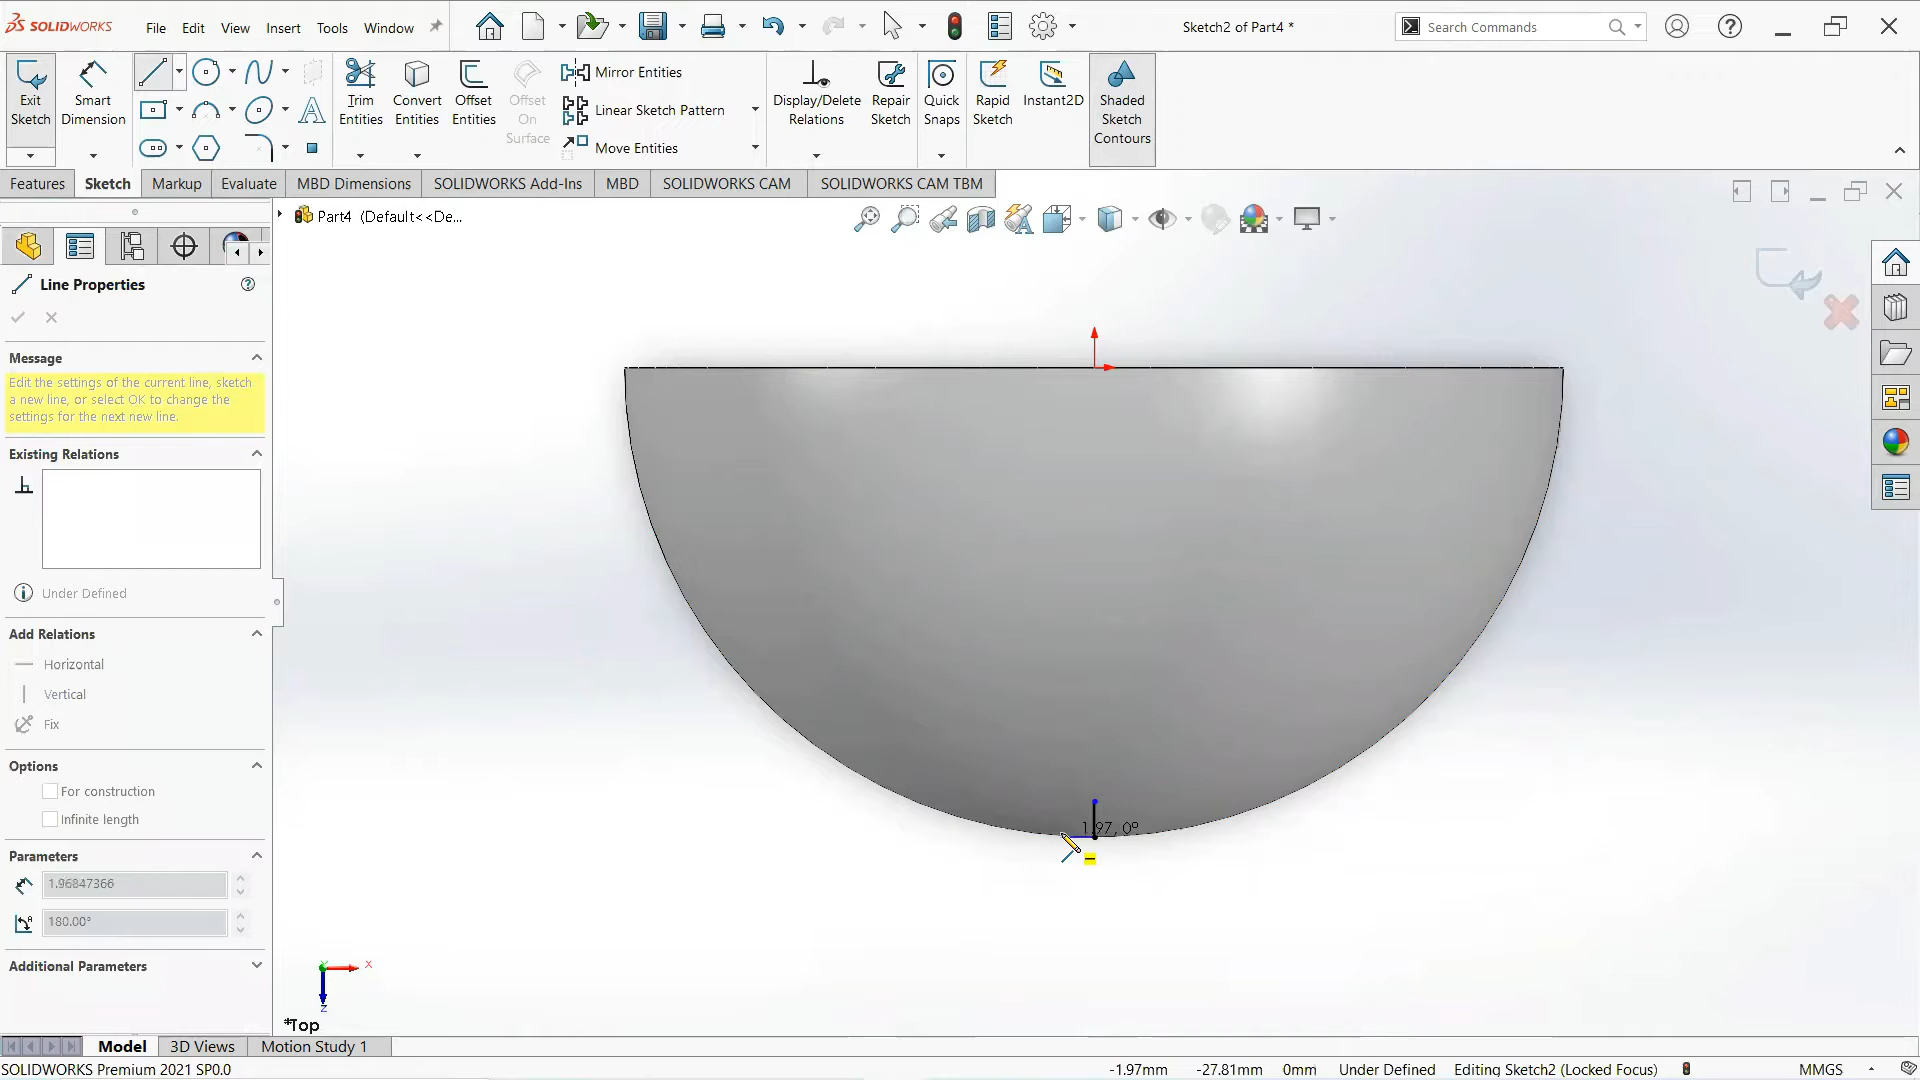 SOLIDWORKS
File Edit View Insert Tools Window
Sketch2 of Part4 *
Search Commands
Exit Sketch
Smart Dimension
Trim Entities
Convert Entities
Offset Entities
Offset On Surface
Mirror Entities
Linear Sketch Pattern
Move Entities
Display/Delete Relations
Repair Sketch
Quick Snaps
Rapid Sketch
Instant2D
Shaded Sketch Contours
Features Sketch Markup Evaluate MBD Dimensions SOLIDWORKS Add-Ins MBD SOLIDWORKS CAM SOLIDWORKS CAM TBM
Part4 (Default<<De...
Line Properties
Message
Edit the settings of the current line, sketch
a new line, or select OK to change the
settings for the next new line.
Existing Relations
Under Defined
Add Relations
Horizontal
Vertical
Fix
Options
For construction
Infinite length
Parameters
1.96847366
180.00°
Additional Parameters
1.97, 0°
X
Y
Z
*Top
Model 3D Views Motion Study 1
SOLIDWORKS Premium 2021 SP0.0
-1.97mm -27.81mm 0mm Under Defined Editing Sketch2 (Locked Focus) MMGS